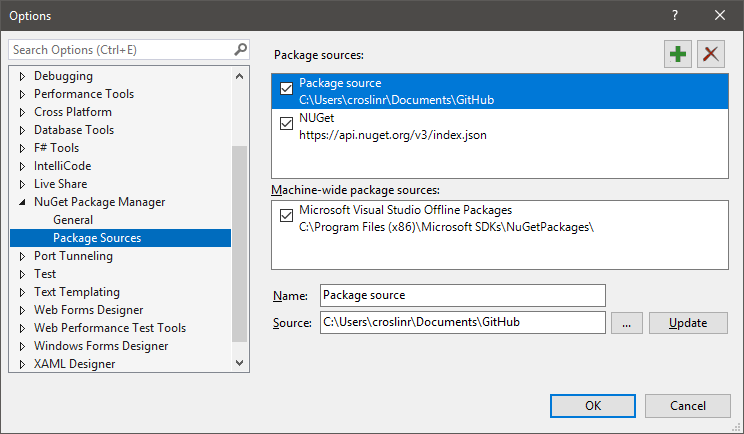 Options
?
Search Options (Ctrl+E)
Debugging
Performance Tools
Cross Platform
Database Tools
F# Tools
IntelliCode
Live Share
NuGet Package Manager
General
Package Sources
Port Tunneling
Test
Text Templating
Web Forms Designer
Web Performance Test Tools
Windows Forms Designer
XAML Designer
Package sources:
Package source
C:\Users\croslinr\Documents\GitHub
NUGet
https://api.nuget.org/v3/index.json
Machine-wide package sources:
Microsoft Visual Studio Offline Packages
C:\Program Files (x86)\Microsoft SDKs\NuGetPackages\
Name: Package source
Source: C:\Users\croslinr\Documents\GitHub ... Update
OK Cancel